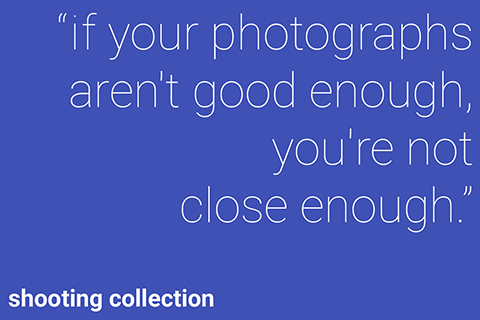 “if your photographs
aren't good enough,
you're not
close enough.”
shooting collection